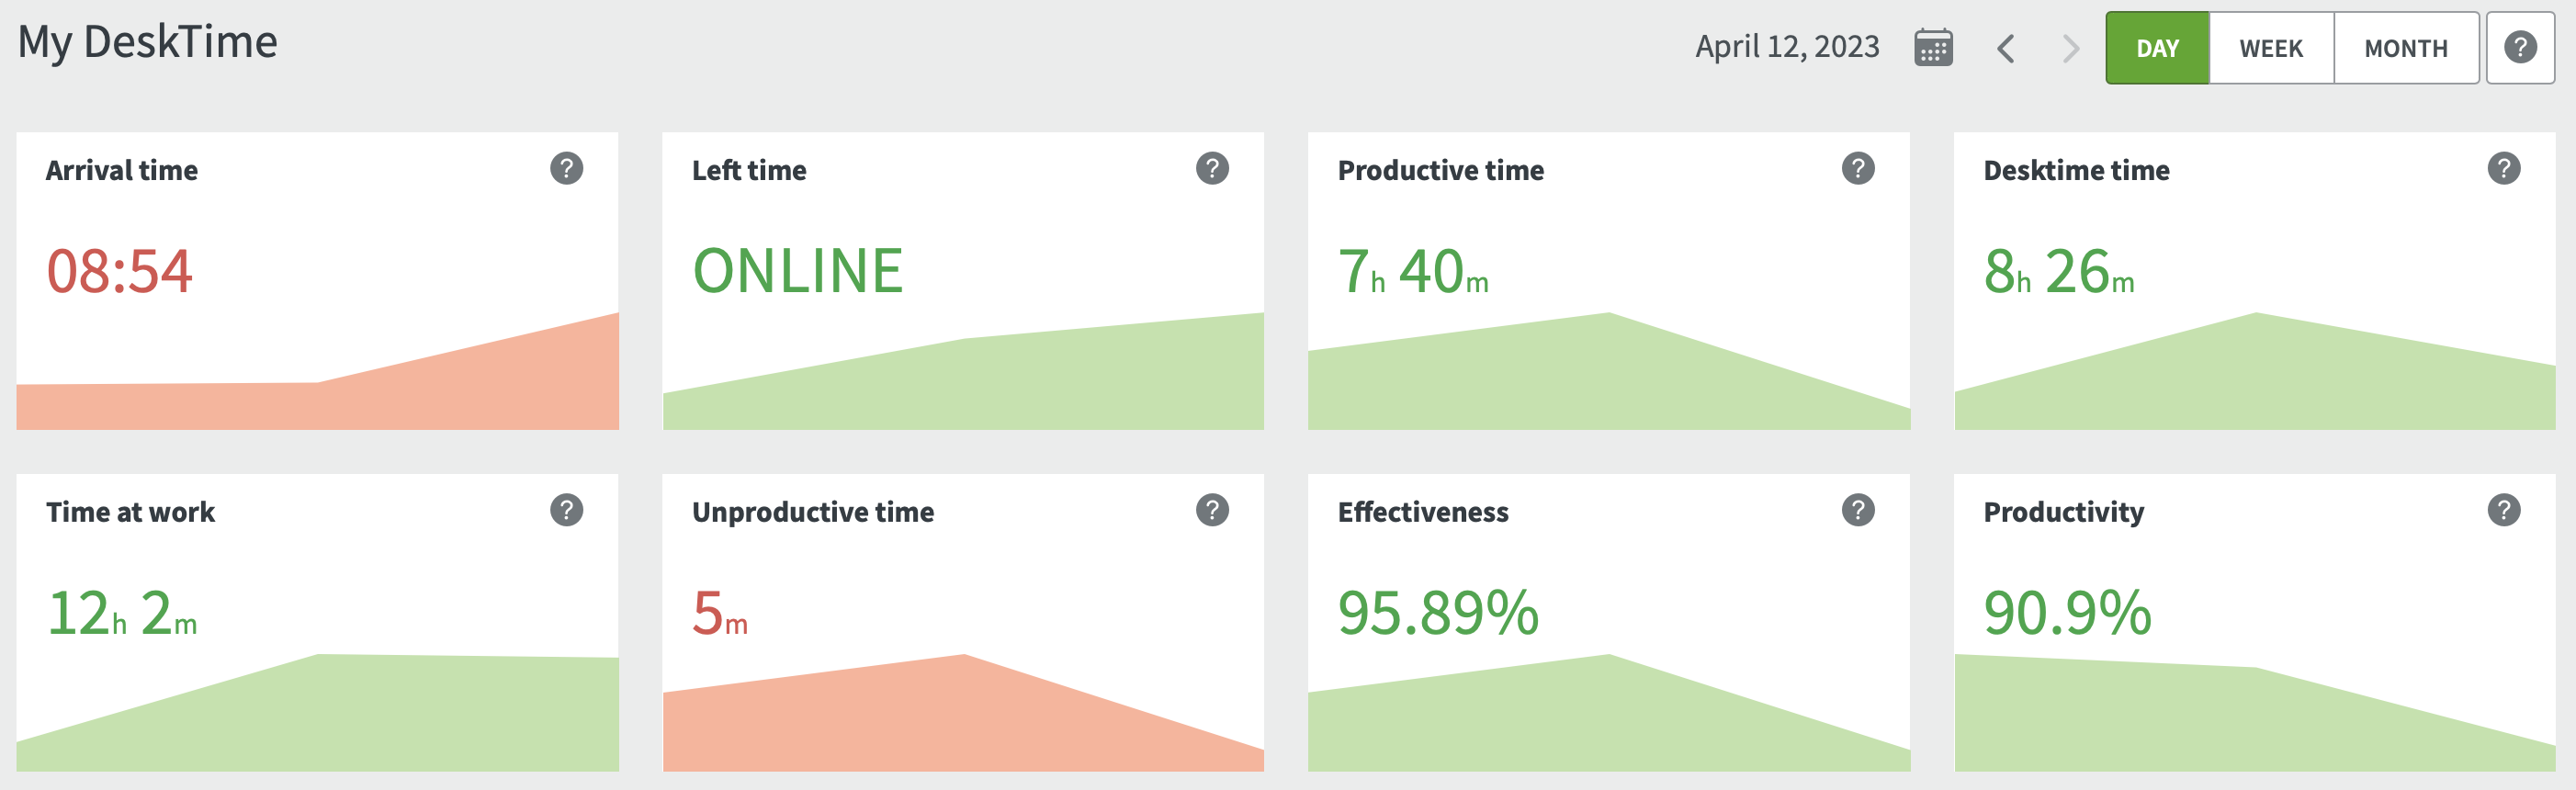 My DeskTime
April 12, 2023
DAY
WEEK
MONTH
?
Arrival time
?
08:54
Left time
?
ONLINE
Productive time
?
7h 40m
Desktime time
?
8h 26m
Time at work
?
12h 2m
Unproductive time
?
5m
Effectiveness
?
95.89%
Productivity
?
90.9%